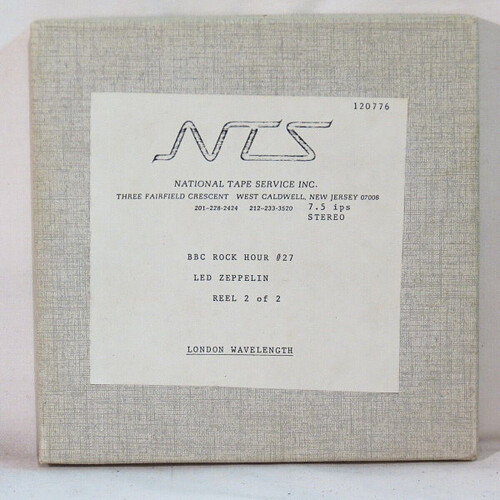 120776
NTS
NATIONAL TAPE SERVICE INC.
THREE FAIRFIELD CRESCENT WEST CALDWELL, NEW JERSEY 07006
201-228-2424 212-233-3520 7.5 ips
STEREO
BBC ROCK HOUR #27
LED ZEPPELIN
REEL 2 of 2
LONDON WAVELENGTH